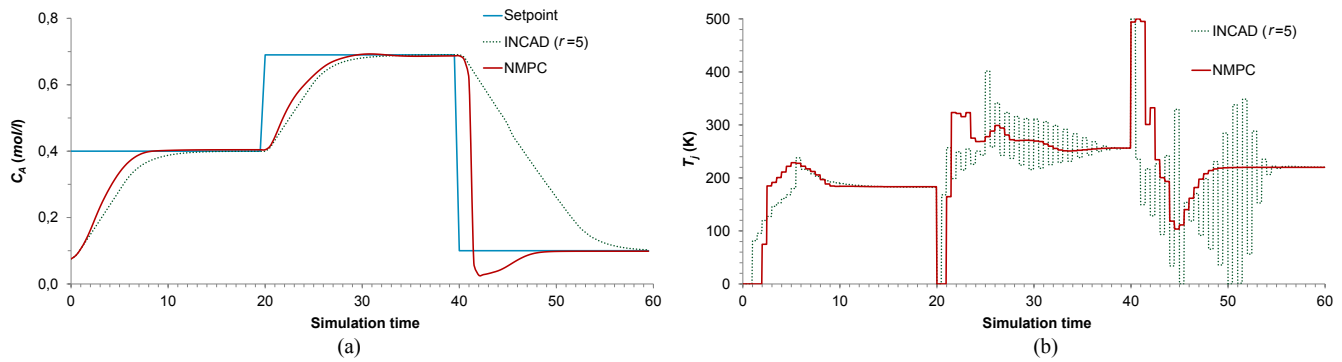 0,8
0,6
0,4
0,2
0,0
C_A (mol/l)
0 10 20 30 40 50 60
Simulation time
Setpoint
INCAD (r=5)
NMPC
(a)
500
400
300
200
100
0
T_j (K)
0 10 20 30 40 50 60
Simulation time
INCAD (r=5)
NMPC
(b)